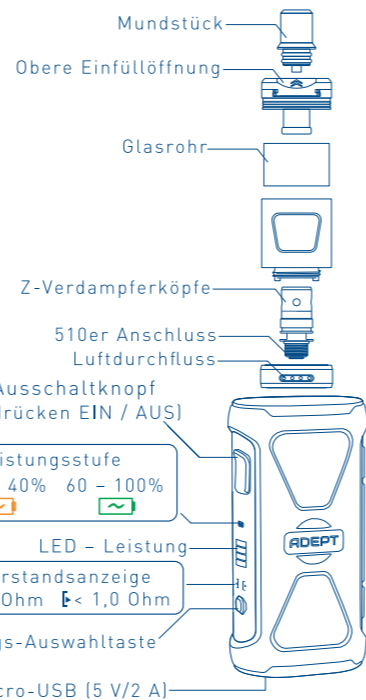 Mundstück
Obere Einfüllöffnung
Glasrohr
Z-Verdampferköpfe
510er Anschluss
Luftdurchfluss
Ausschaltknopf
drücken EIN / AUS)
istungsstufe
40% 60 – 100%
LED – Leistung
ADEPT
rstandsanzeige
Ohm < 1,0 Ohm
gs-Auswahltaste
cro-USB (5 V/2 A)